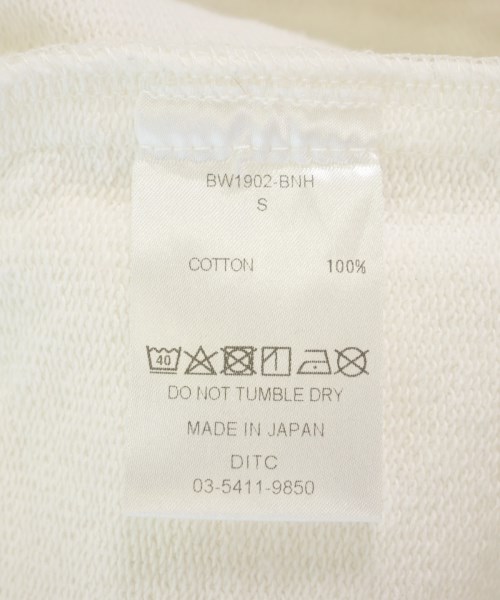 BW1902-BNH
S
COTTON 100%
40
DO NOT TUMBLE DRY
MADE IN JAPAN
DITC
03-5411-9850